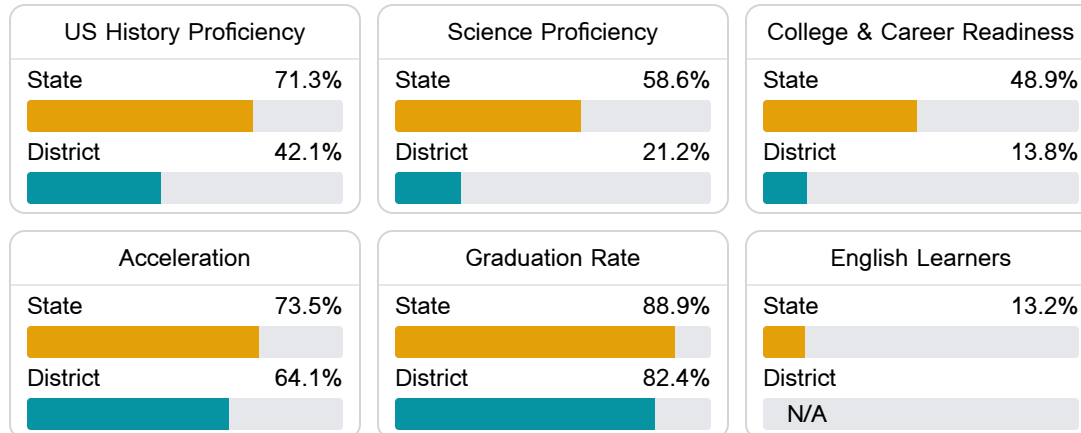 US History Proficiency
State 71.3%
District 42.1%
Science Proficiency
State 58.6%
District 21.2%
College & Career Readiness
State 48.9%
District 13.8%
Acceleration
State 73.5%
District 64.1%
Graduation Rate
State 88.9%
District 82.4%
English Learners
State 13.2%
District
N/A